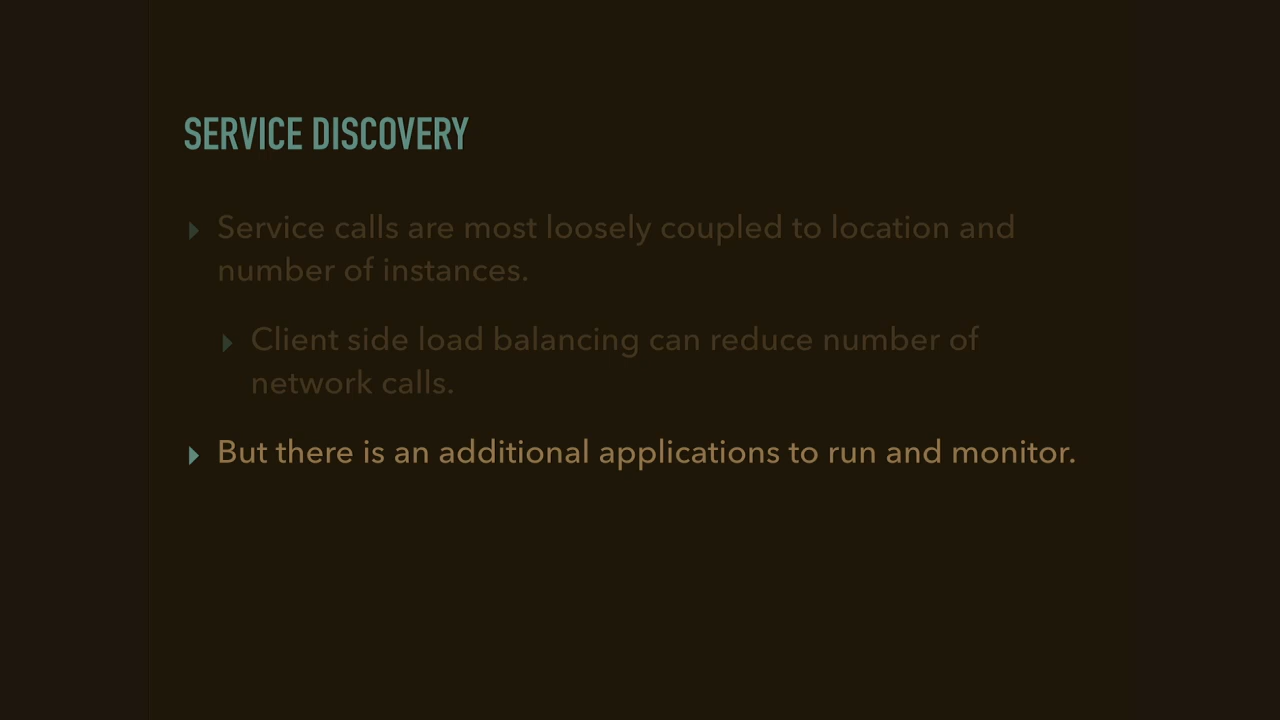 SERVICE DISCOVERY
Service calls are most loosely coupled to location and
number of instances.
Client side load balancing can reduce number of
network calls.
But there is an additional applications to run and monitor.